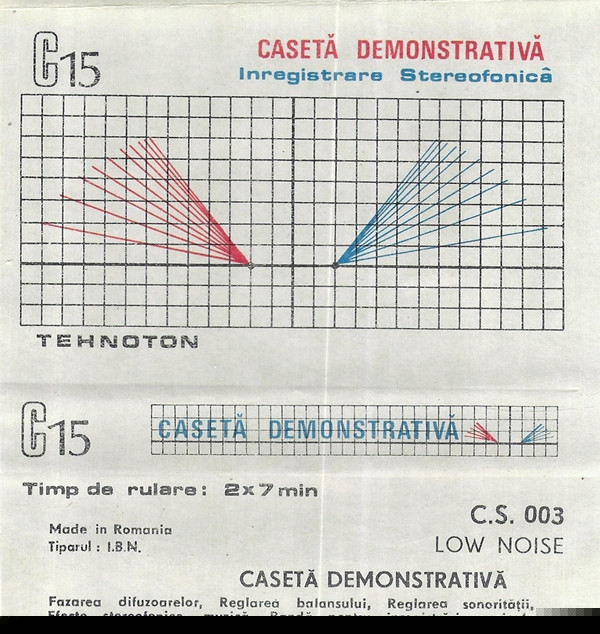 C15
CASETĂ DEMONSTRATIVĂ
Inregistrare Stereofonicâ
TEHNOTON
C15
CASETĂ DEMONSTRATIVĂ
Timp de rulare: 2x7 min
Made in Romania
Tiparul : I.B.N.
C.S. 003
LOW NOISE
CASETĂ DEMONSTRATIVĂ
Fazarea difuzoarelor, Reglarea balansului, Reglarea sonorității,